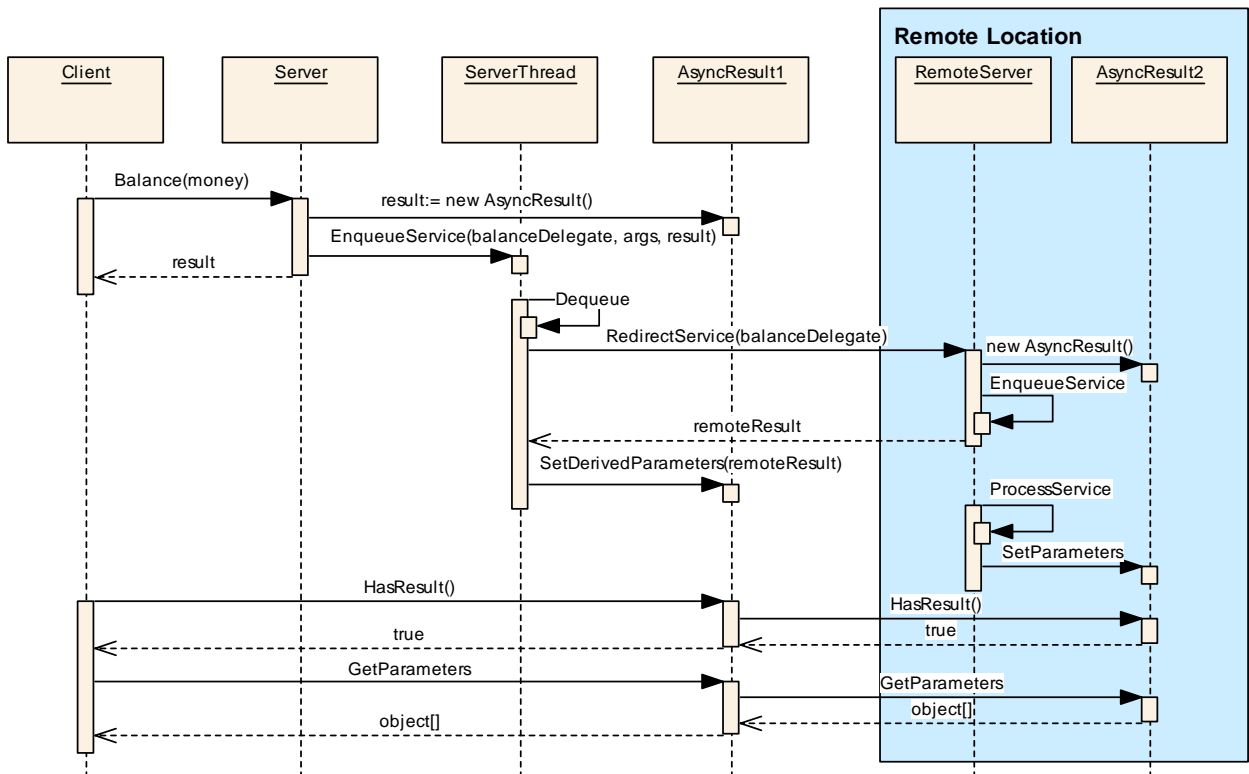 Remote Location
Client
Server
ServerThread
AsyncResult1
RemoteServer
AsyncResult2
Balance(money)
result:= new AsyncResult()
EnqueueService(balanceDelegate, args, result)
result
Dequeue
RedirectService(balanceDelegate)
new AsyncResult()
EnqueueService
remoteResult
SetDerivedParameters(remoteResult)
ProcessService
SetParameters
HasResult()
HasResult()
true
true
GetParameters
GetParameters
object[]
object[]